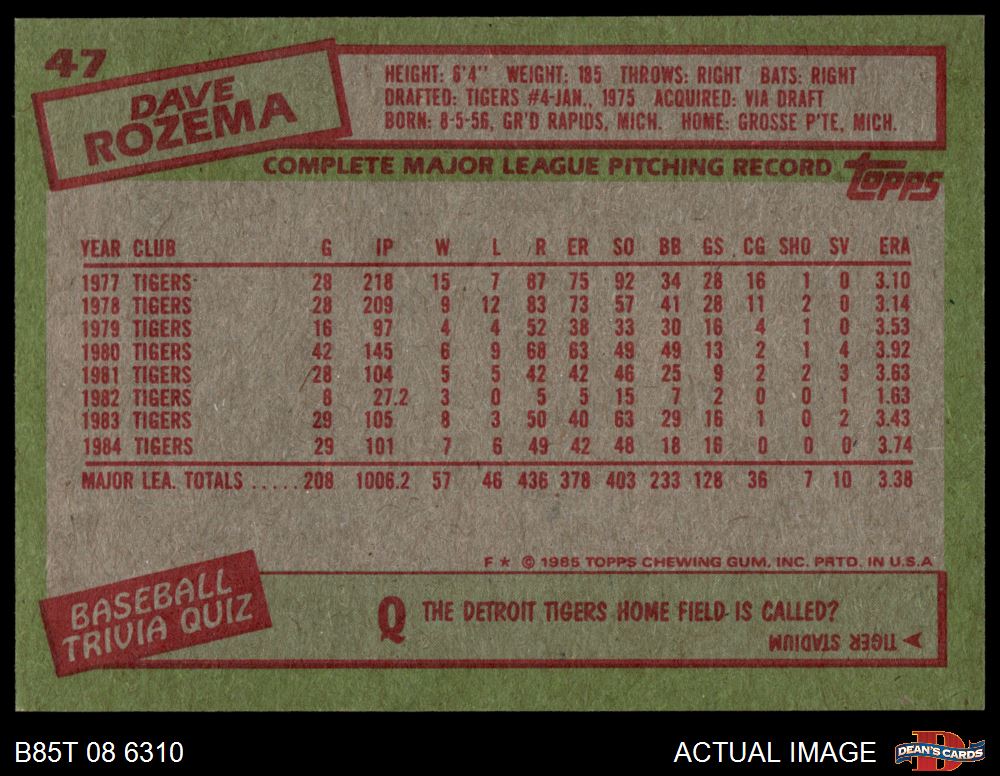 47
DAVE
ROZEMA
HEIGHT: 6'4" WEIGHT: 185 THROWS: RIGHT BATS: RIGHT
DRAFTED: TIGERS #4-JAN., 1975 ACQUIRED: VIA DRAFT
BORN: 8-5-56, GR'D RAPIDS, MICH. HOME: GROSSE P'TE, MICH.
COMPLETE MAJOR LEAGUE PITCHING RECORD
TOPPS
YEAR CLUB G IP W L R ER SO BB GS CG SHO SV ERA
1977 TIGERS 28 218 15 7 87 75 92 34 28 16 1 0 3.10
1978 TIGERS 28 209 9 12 83 73 57 41 28 11 2 0 3.14
1979 TIGERS 16 97 4 4 52 38 33 30 16 4 1 0 3.53
1980 TIGERS 42 145 6 9 68 63 49 49 13 2 1 4 3.92
1981 TIGERS 28 104 5 5 42 42 46 25 9 2 2 3 3.63
1982 TIGERS 8 27.2 3 0 5 5 15 7 2 0 0 1 1.63
1983 TIGERS 29 105 8 3 50 40 63 29 16 1 0 2 3.43
1984 TIGERS 29 101 7 6 49 42 48 18 16 0 0 0 3.74
MAJOR LEA. TOTALS ..... 208 1006.2 57 46 436 378 403 233 128 36 7 10 3.38
F * © 1985 TOPPS CHEWING GUM, INC. PRTD. IN U.S.A
BASEBALL
TRIVIA QUIZ
Q THE DETROIT TIGERS HOME FIELD IS CALLED?
TIGER STADIUM
B85T 08 6310
ACTUAL IMAGE
DEAN'S CARDS